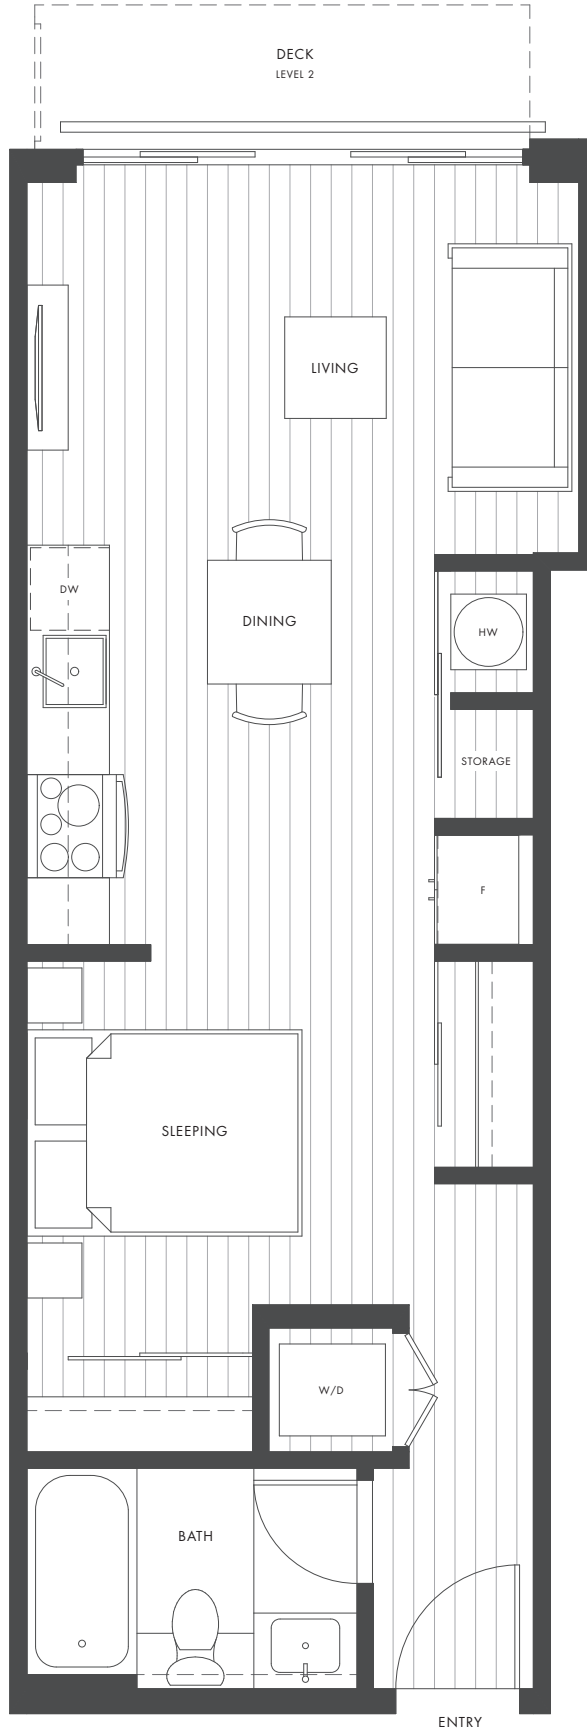 DECK
LEVEL 2
LIVING
DW
DINING
HW
STORAGE
F
SLEEPING
W/D
BATH
ENTRY